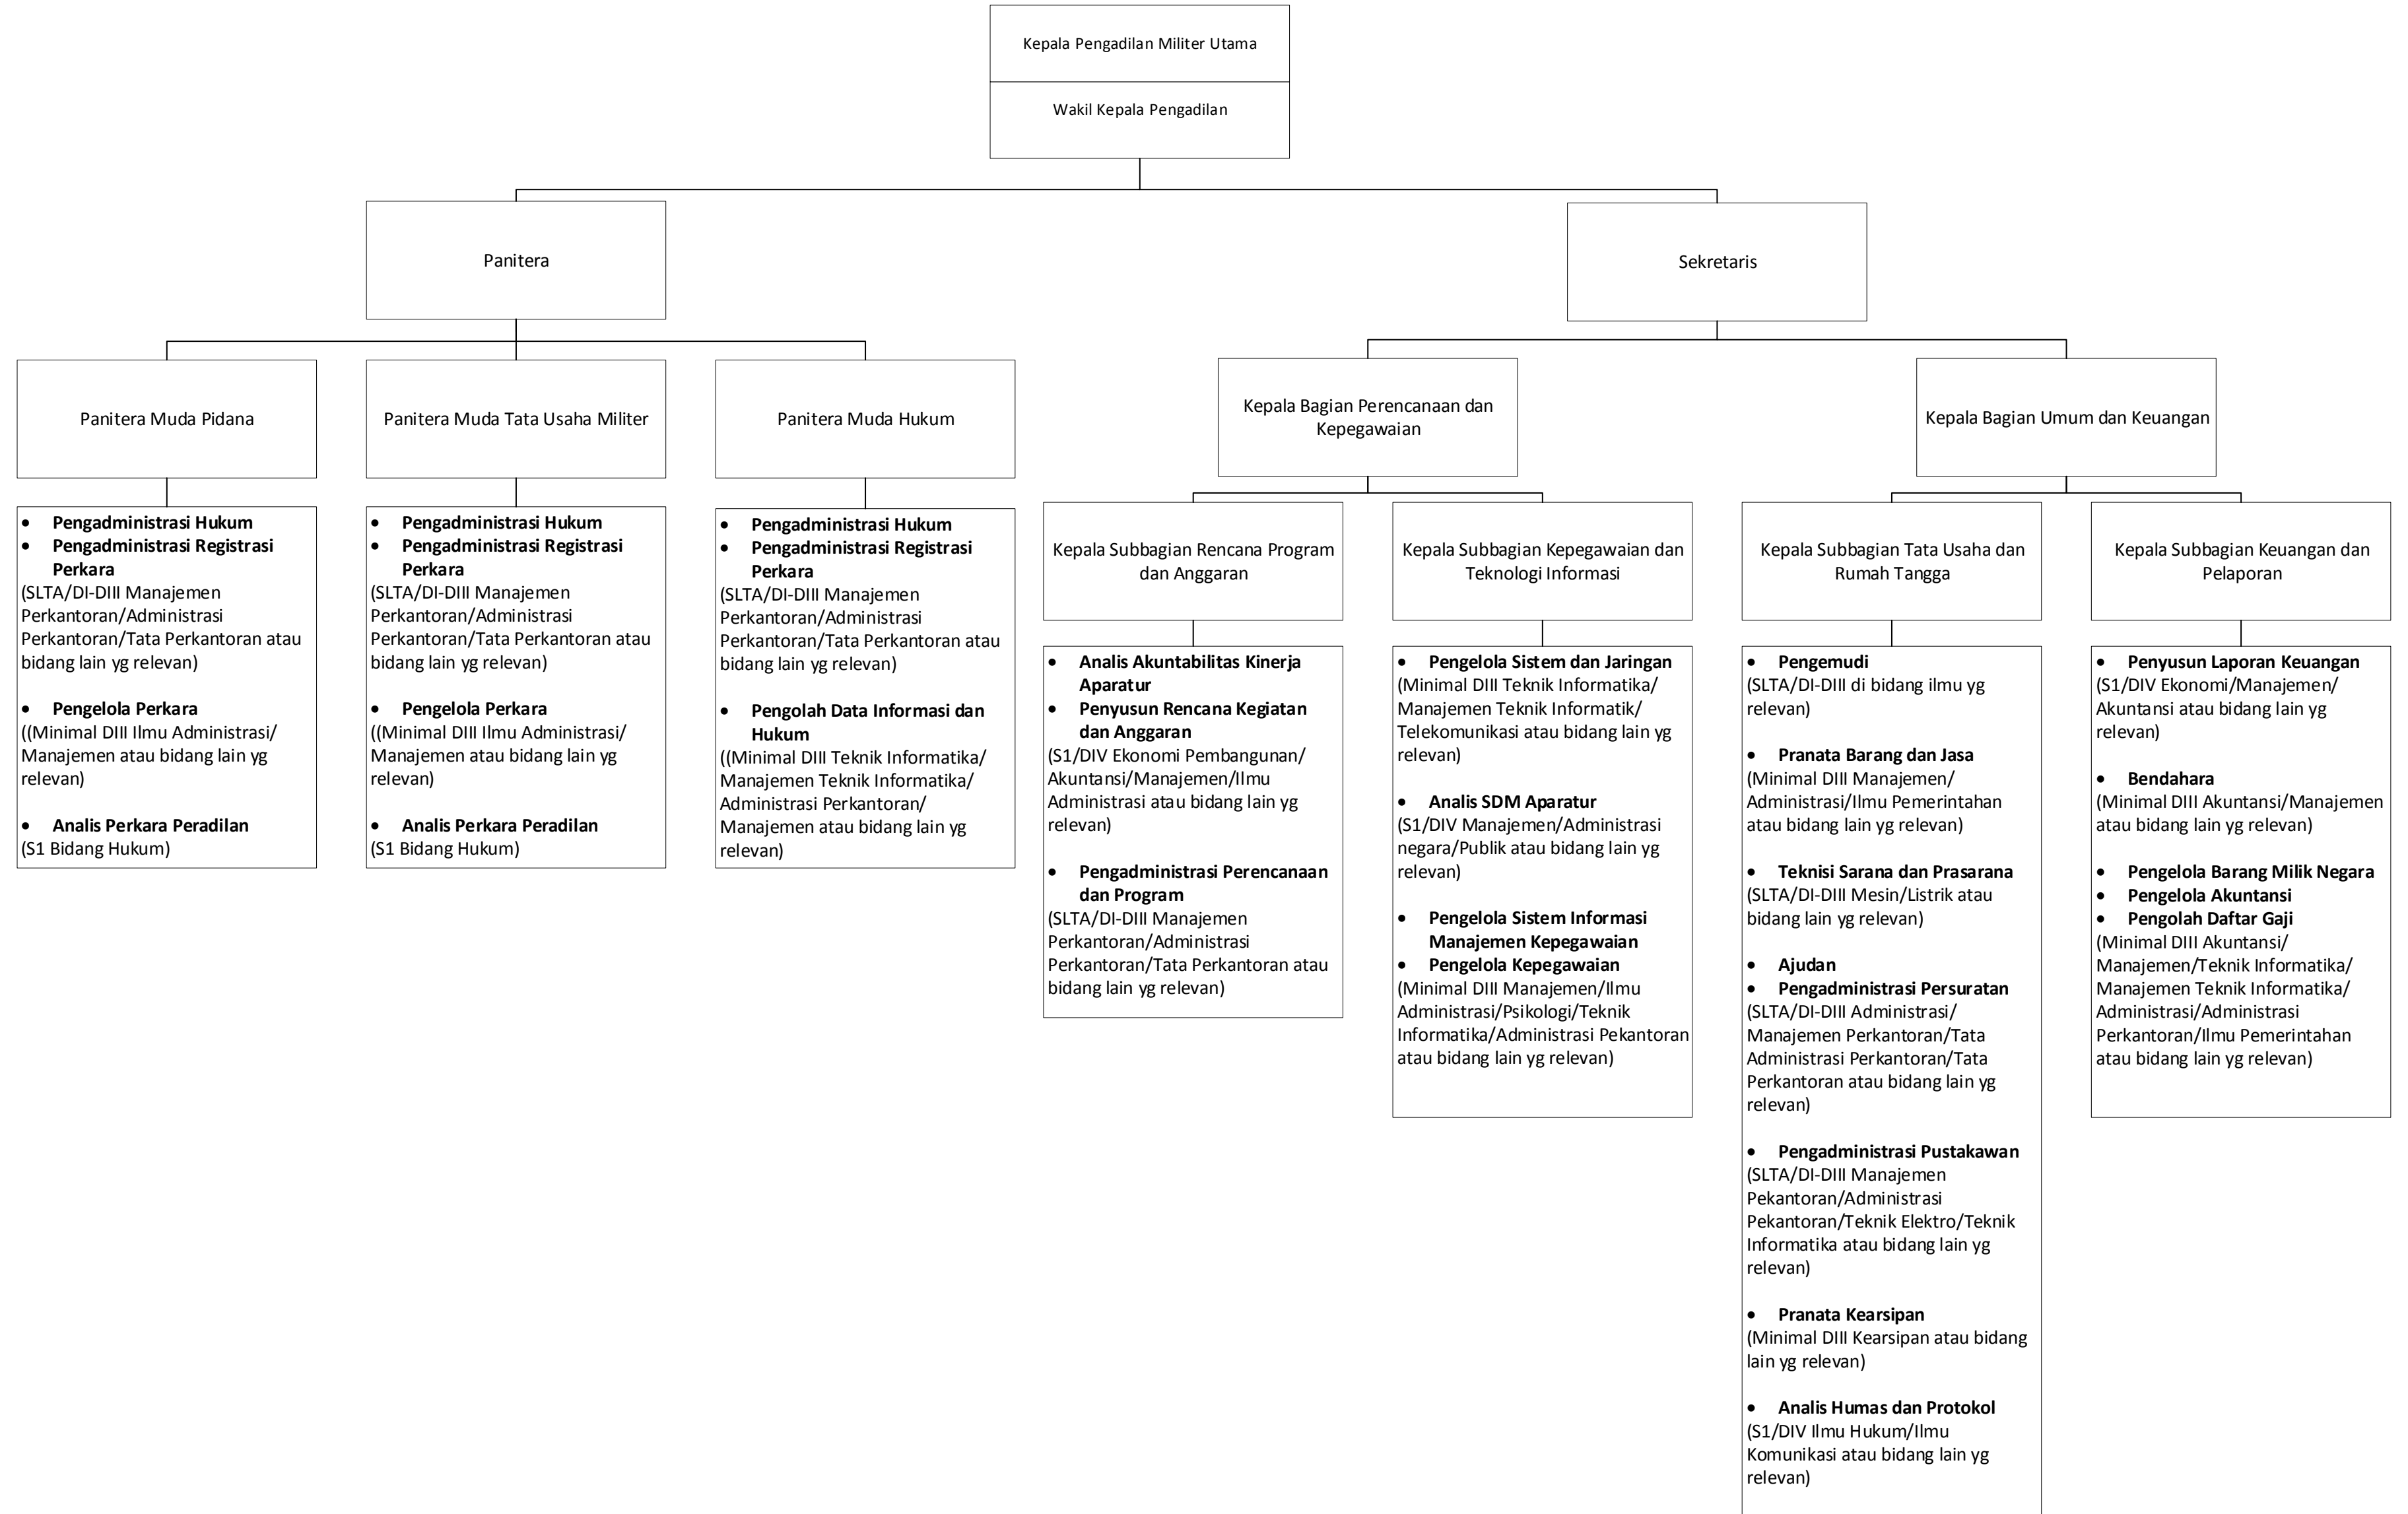 Kepala Pengadilan Militer Utama
Wakil Kepala Pengadilan
Panitera
Sekretaris
Panitera Muda Pidana
Panitera Muda Tata Usaha Militer
Panitera Muda Hukum
Kepala Bagian Perencanaan dan
Kepegawaian
Kepala Bagian Umum dan Keuangan
• Pengadministrasi Hukum
• Pengadministrasi Registrasi
Perkara
(SLTA/DI-DIII Manajemen
Perkantoran/Administrasi
Perkantoran/Tata Perkantoran atau
bidang lain yg relevan)
• Pengelola Perkara
((Minimal DIII Ilmu Administrasi/
Manajemen atau bidang lain yg
relevan)
• Analis Perkara Peradilan
(S1 Bidang Hukum)
• Pengadministrasi Hukum
• Pengadministrasi Registrasi
Perkara
(SLTA/DI-DIII Manajemen
Perkantoran/Administrasi
Perkantoran/Tata Perkantoran atau
bidang lain yg relevan)
• Pengelola Perkara
((Minimal DIII Ilmu Administrasi/
Manajemen atau bidang lain yg
relevan)
• Analis Perkara Peradilan
(S1 Bidang Hukum)
• Pengadministrasi Hukum
• Pengadministrasi Registrasi
Perkara
(SLTA/DI-DIII Manajemen
Perkantoran/Administrasi
Perkantoran/Tata Perkantoran atau
bidang lain yg relevan)
• Pengolah Data Informasi dan
Hukum
((Minimal DIII Teknik Informatika/
Manajemen Teknik Informatika/
Administrasi Perkantoran/
Manajemen atau bidang lain yg
relevan)
Kepala Subbagian Rencana Program
dan Anggaran
Kepala Subbagian Kepegawaian dan
Teknologi Informasi
Kepala Subbagian Tata Usaha dan
Rumah Tangga
Kepala Subbagian Keuangan dan
Pelaporan
• Analis Akuntabilitas Kinerja
Aparatur
• Penyusun Rencana Kegiatan
dan Anggaran
(S1/DIV Ekonomi Pembangunan/
Akuntansi/Manajemen/Ilmu
Administrasi atau bidang lain yg
relevan)
• Pengadministrasi Perencanaan
dan Program
(SLTA/DI-DIII Manajemen
Perkantoran/Administrasi
Perkantoran/Tata Perkantoran atau
bidang lain yg relevan)
• Pengelola Sistem dan Jaringan
(Minimal DIII Teknik Informatika/
Manajemen Teknik Informatik/
Telekomunikasi atau bidang lain yg
relevan)
• Analis SDM Aparatur
(S1/DIV Manajemen/Administrasi
negara/Publik atau bidang lain yg
relevan)
• Pengelola Sistem Informasi
Manajemen Kepegawaian
• Pengelola Kepegawaian
(Minimal DIII Manajemen/Ilmu
Administrasi/Psikologi/Teknik
Informatika/Administrasi Pekantoran
atau bidang lain yg relevan)
• Pengemudi
(SLTA/DI-DIII di bidang ilmu yg
relevan)
• Pranata Barang dan Jasa
(Minimal DIII Manajemen/
Administrasi/Ilmu Pemerintahan
atau bidang lain yg relevan)
• Teknisi Sarana dan Prasarana
(SLTA/DI-DIII Mesin/Listrik atau
bidang lain yg relevan)
• Ajudan
• Pengadministrasi Persuratan
(SLTA/DI-DIII Administrasi/
Manajemen Perkantoran/Tata
Administrasi Perkantoran/Tata
Perkantoran atau bidang lain yg
relevan)
• Pengadministrasi Pustakawan
(SLTA/DI-DIII Manajemen
Pekantoran/Administrasi
Pekantoran/Teknik Elektro/Teknik
Informatika atau bidang lain yg
relevan)
• Pranata Kearsipan
(Minimal DIII Kearsipan atau bidang
lain yg relevan)
• Analis Humas dan Protokol
(S1/DIV Ilmu Hukum/Ilmu
Komunikasi atau bidang lain yg
relevan)
• Penyusun Laporan Keuangan
(S1/DIV Ekonomi/Manajemen/
Akuntansi atau bidang lain yg
relevan)
• Bendahara
(Minimal DIII Akuntansi/Manajemen
atau bidang lain yg relevan)
• Pengelola Barang Milik Negara
• Pengelola Akuntansi
• Pengolah Daftar Gaji
(Minimal DIII Akuntansi/
Manajemen/Teknik Informatika/
Manajemen Teknik Informatika/
Administrasi/Administrasi
Perkantoran/Ilmu Pemerintahan
atau bidang lain yg relevan)